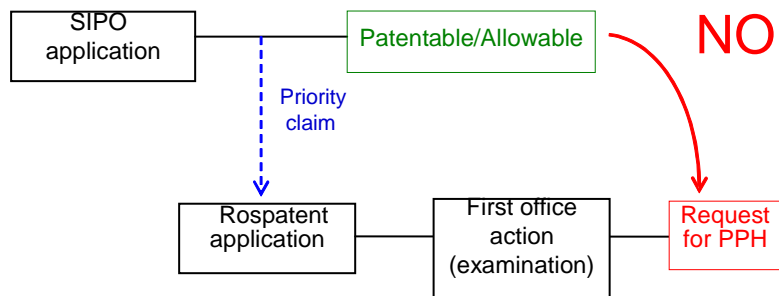 SIPO
application
Patentable/Allowable
NO
Priority
claim
Rospatent
application
First office
action
(examination)
Request
for PPH